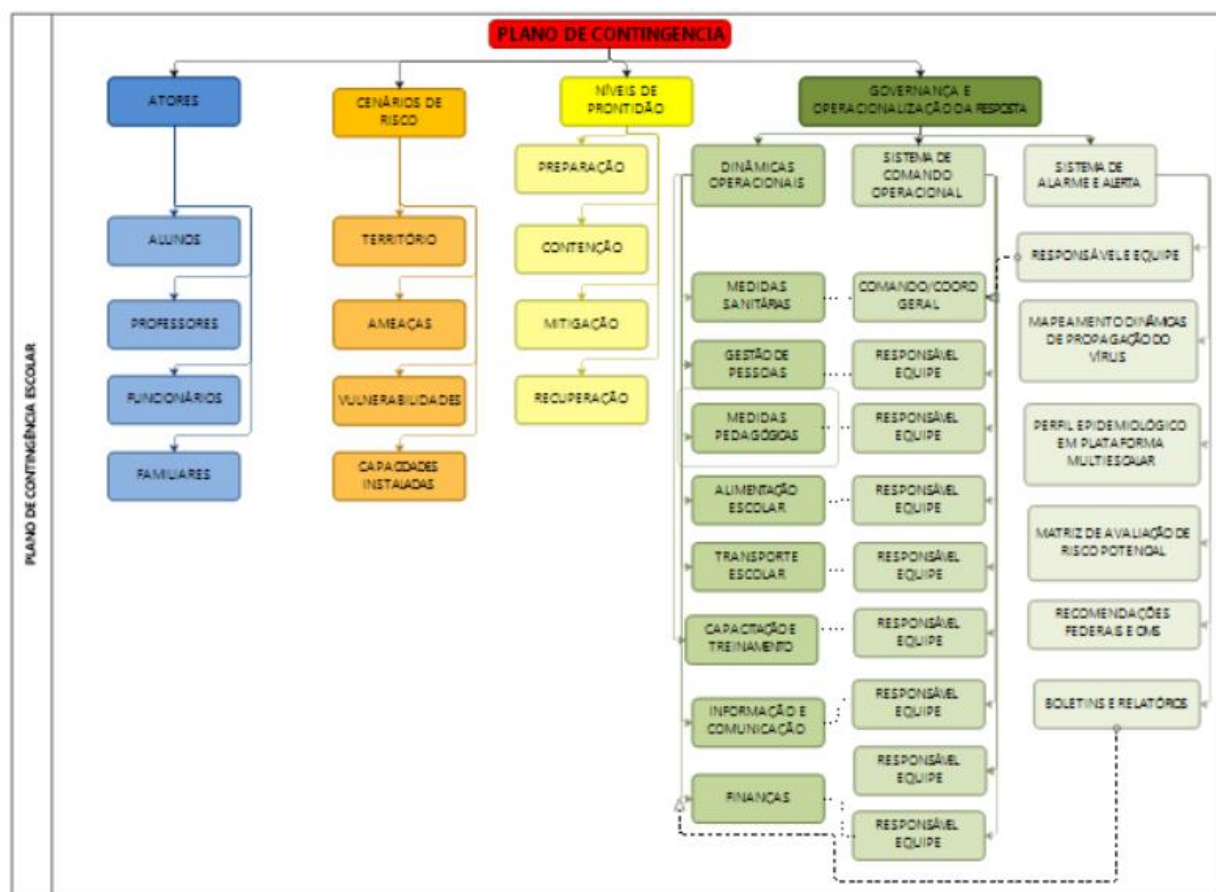 PLANO DE CONTINGENCIA
PLANO DE CONTINGÊNCIA ESCOLAR
ATORES
ALUNOS
PROFESSORES
FUNCIONÁRIOS
FAMILIARES
CENÁRIOS DE
RISCO
TERRITÓRIO
AMEAÇAS
VULNERABILIDADES
CAPACIDADES
INSTALADAS
NÍVEIS DE
PRONTIDÃO
PREPARAÇÃO
CONTENÇÃO
MITIGAÇÃO
RECUPERAÇÃO
GOVERNANÇA E
OPERACIONALIZAÇÃO DA RESPOSTA
DINÂMICAS
OPERACIONAIS
MEDIDAS
SANITÁRIAS
GESTÃO DE
PESSOAS
MEDIDAS
PEDAGÓGICAS
ALIMENTAÇÃO
ESCOLAR
TRANSPORTE
ESCOLAR
CAPACITAÇÃO E
TREINAMENTO
INFORMAÇÃO E
COMUNICAÇÃO
FINANÇAS
SISTEMA DE
COMANDO
OPERACIONAL
COMANDO/COORD
GERAL
RESPONSÁVEL
EQUIPE
RESPONSÁVEL
EQUIPE
RESPONSÁVEL
EQUIPE
RESPONSÁVEL
EQUIPE
RESPONSÁVEL
EQUIPE
RESPONSÁVEL
EQUIPE
RESPONSÁVEL
EQUIPE
RESPONSÁVEL
EQUIPE
SISTEMA DE
ALARME E ALERTA
RESPONSÁVEL E EQUIPE
MAPEAMENTO DINÂMICAS
DE PROPAGAÇÃO DO
VÍRUS
PERFIL EPIDEMIOLÓGICO
EM PLATAFORMA
MULTIESCALAR
MATRIZ DE AVALIAÇÃO DE
RISCO POTENCAL
RECOMENDAÇÕES
FEDERAIS E OMS
BOLETINS E RELATÓRIOS